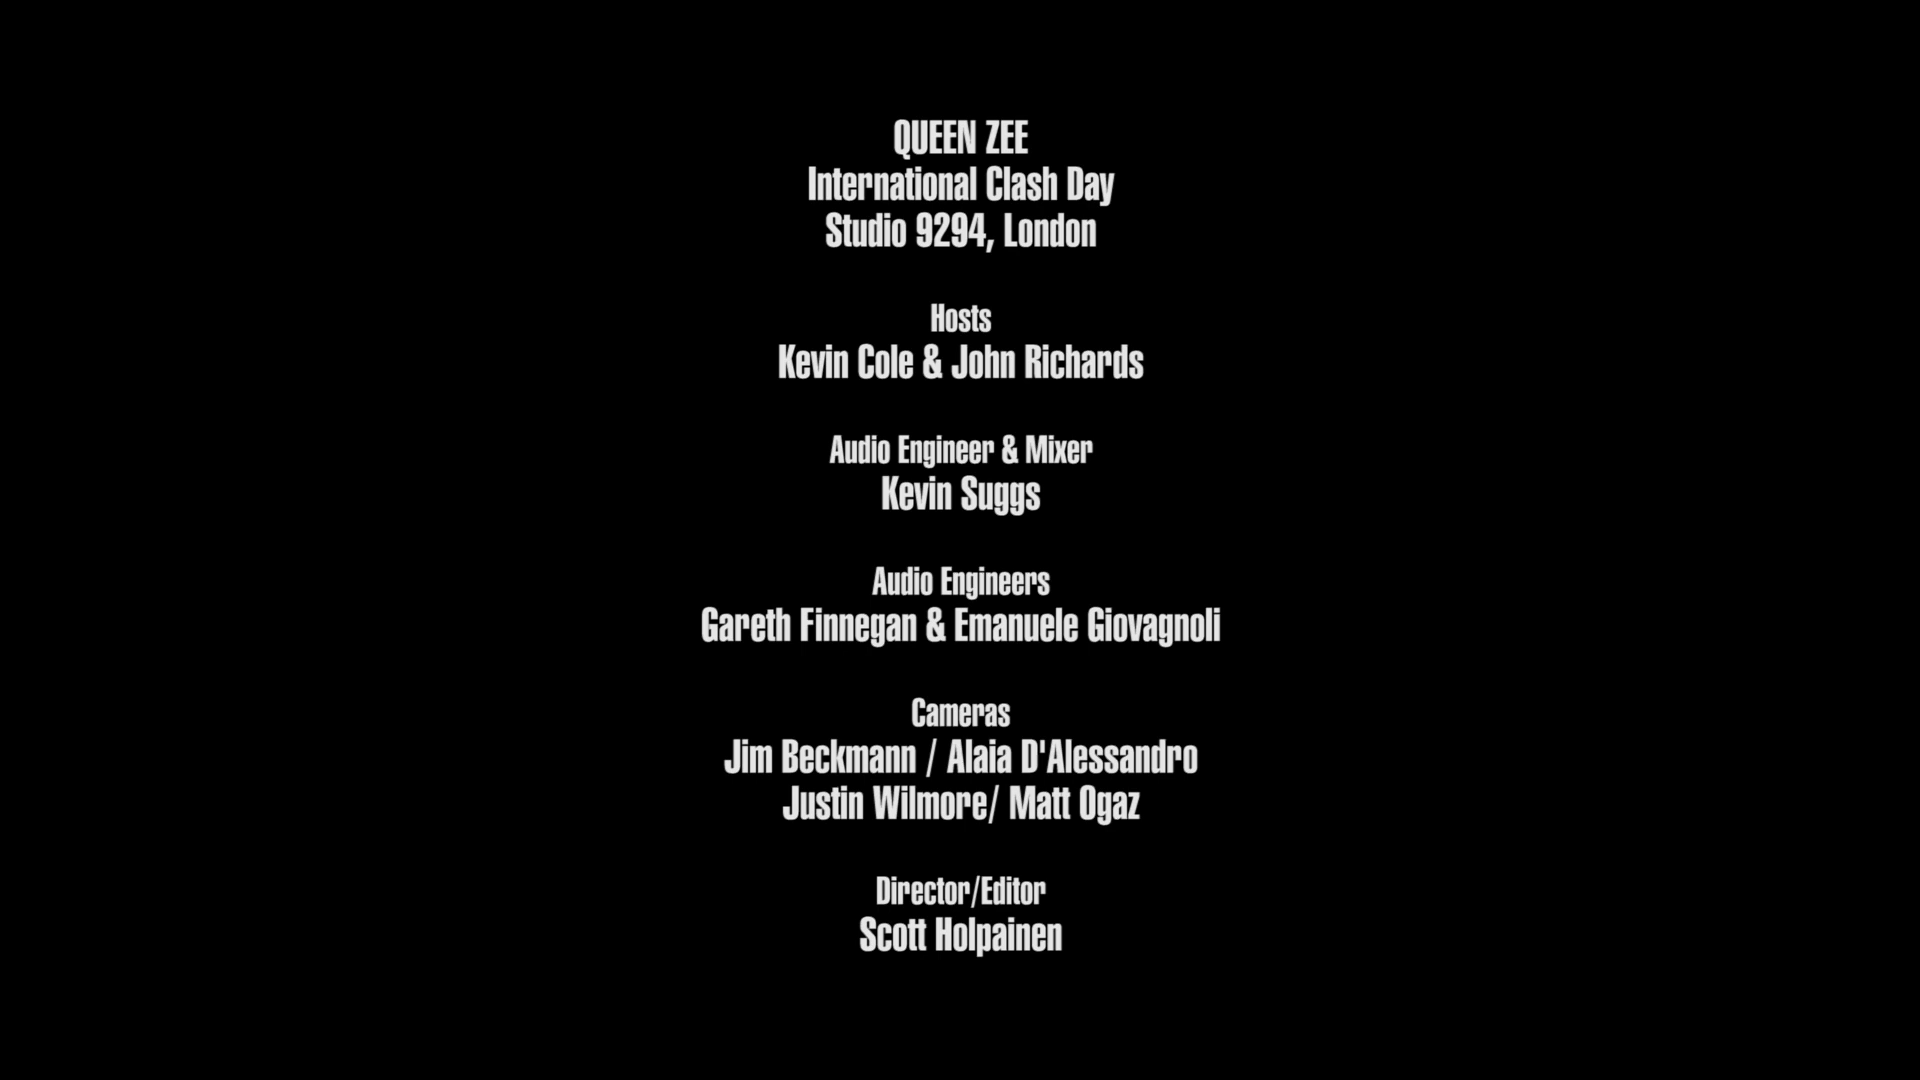 QUEEN ZEE
International Clash Day
Studio 9294, London
Hosts
Kevin Cole & John Richards
Audio Engineer & Mixer
Kevin Suggs
Audio Engineers
Gareth Finnegan & Emanuele Giovagnoli
Cameras
Jim Beckmann / Alaia D'Alessandro
Justin Wilmore/ Matt Ogaz
Director/Editor
Scott Holpainen